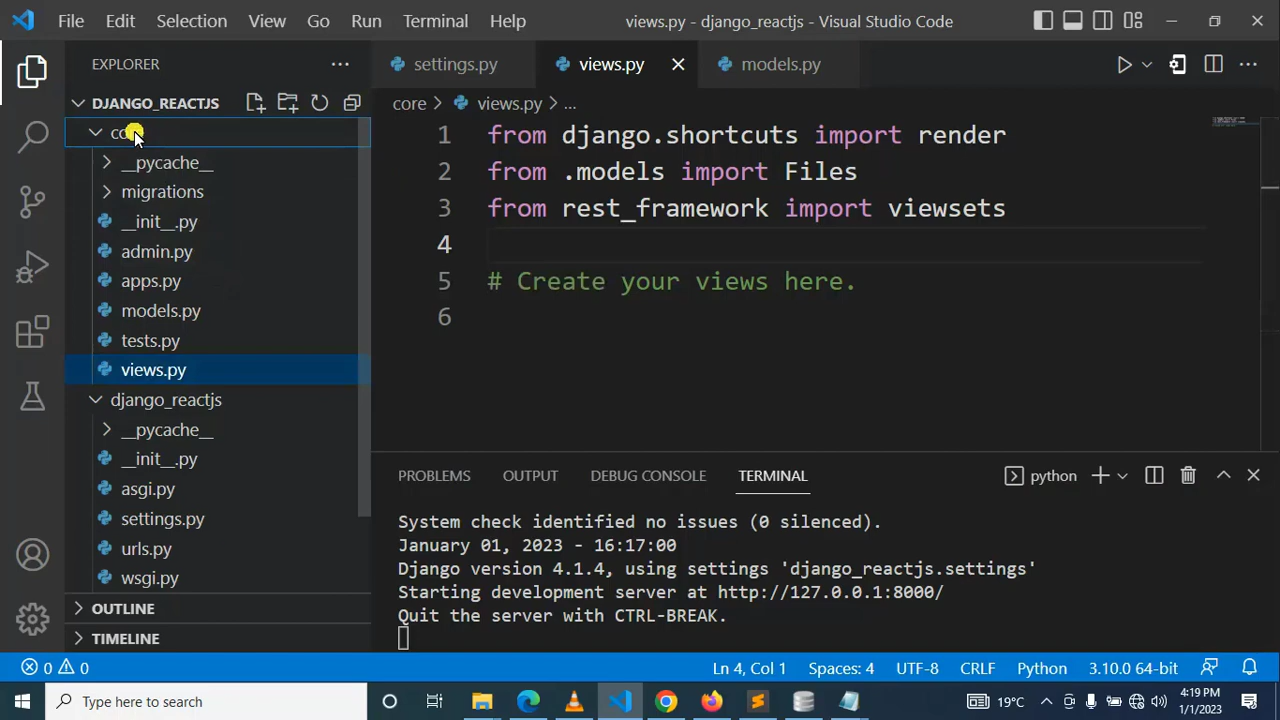 File Edit Selection View Go Run Terminal Help views.py - django_reactjs - Visual Studio Code
EXPLORER
DJANGO_REACTJS
__pycache__
migrations
__init__.py
admin.py
apps.py
models.py
tests.py
views.py
django_reactjs
__pycache__
__init__.py
asgi.py
settings.py
urls.py
wsgi.py
OUTLINE
TIMELINE
settings.py views.py models.py
core > views.py > ...
1 from django.shortcuts import render
2 from .models import Files
3 from rest_framework import viewsets
4
5 # Create your views here.
6
PROBLEMS OUTPUT DEBUG CONSOLE TERMINAL python
System check identified no issues (0 silenced).
January 01, 2023 - 16:17:00
Django version 4.1.4, using settings 'django_reactjs.settings'
Starting development server at http://127.0.0.1:8000/
Quit the server with CTRL-BREAK.
0 0 Ln 4, Col 1 Spaces: 4 UTF-8 CRLF Python 3.10.0 64-bit
Type here to search 19°C 4:19 PM
1/1/2023